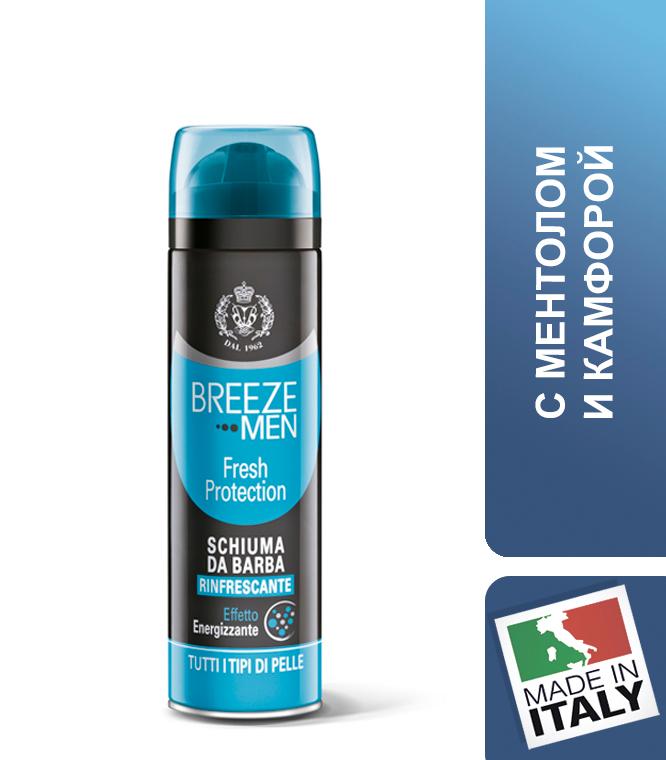 DAL 1962
BREEZE
MEN
Fresh
Protection
SCHIUMA
DA BARBA
RINFRESCANTE
Effetto
Energizzante
TUTTI I TIPI DI PELLE
С МЕНТОЛОМ
И КАМФОРОЙ
MADE IN
ITALY